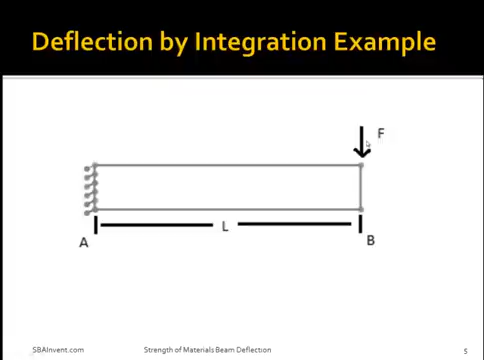 Deflection by Integration Example
F
L
A
B
SBAInvent.com Strength of Materials Beam Deflection 5